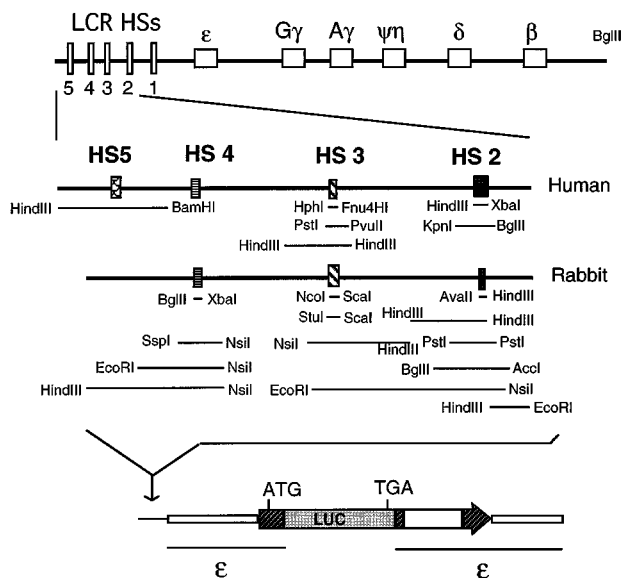 LCR HSs
ε Gγ Aγ ψη δ β BglII
5 4 3 2 1
HS5 HS 4 HS 3 HS 2
Human
HindIII BamHI HphI Fnu4HI HindIII XbaI
PstI PvuII KpnI BglII
HindIII HindIII
Rabbit
BglII XbaI NcoI ScaI AvaII HindIII
StuI ScaI HindIII HindIII
SspI NsiI NsiI HindIII PstI PstI
EcoRI NsiI BglII AccI
HindIII NsiI EcoRI NsiI
HindIII EcoRI
ATG TGA
LUC
ε ε